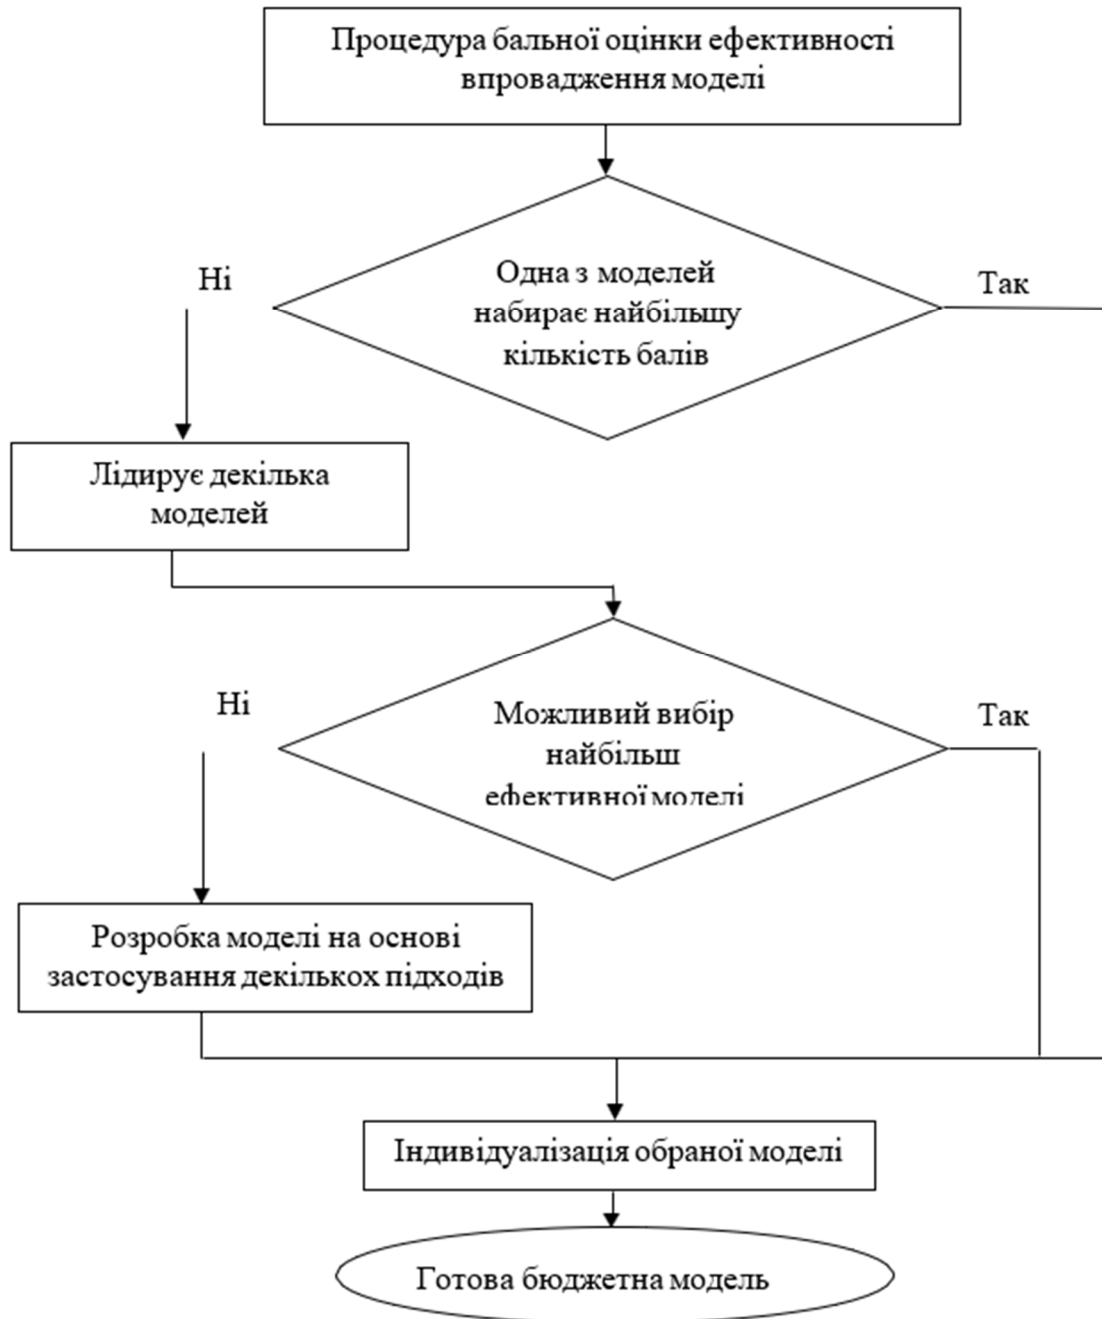 Процедура бальної оцінки ефективності
впровадження моделі
Ні
Одна з моделей
набирає найбільшу
кількість балів
Так
Лідирує декілька
моделей
Ні
Можливий вибір
найбільш
ефективної моделі
Так
Розробка моделі на основі
застосування декількох підходів
Індивідуалізація обраної моделі
Готова бюджетна модель